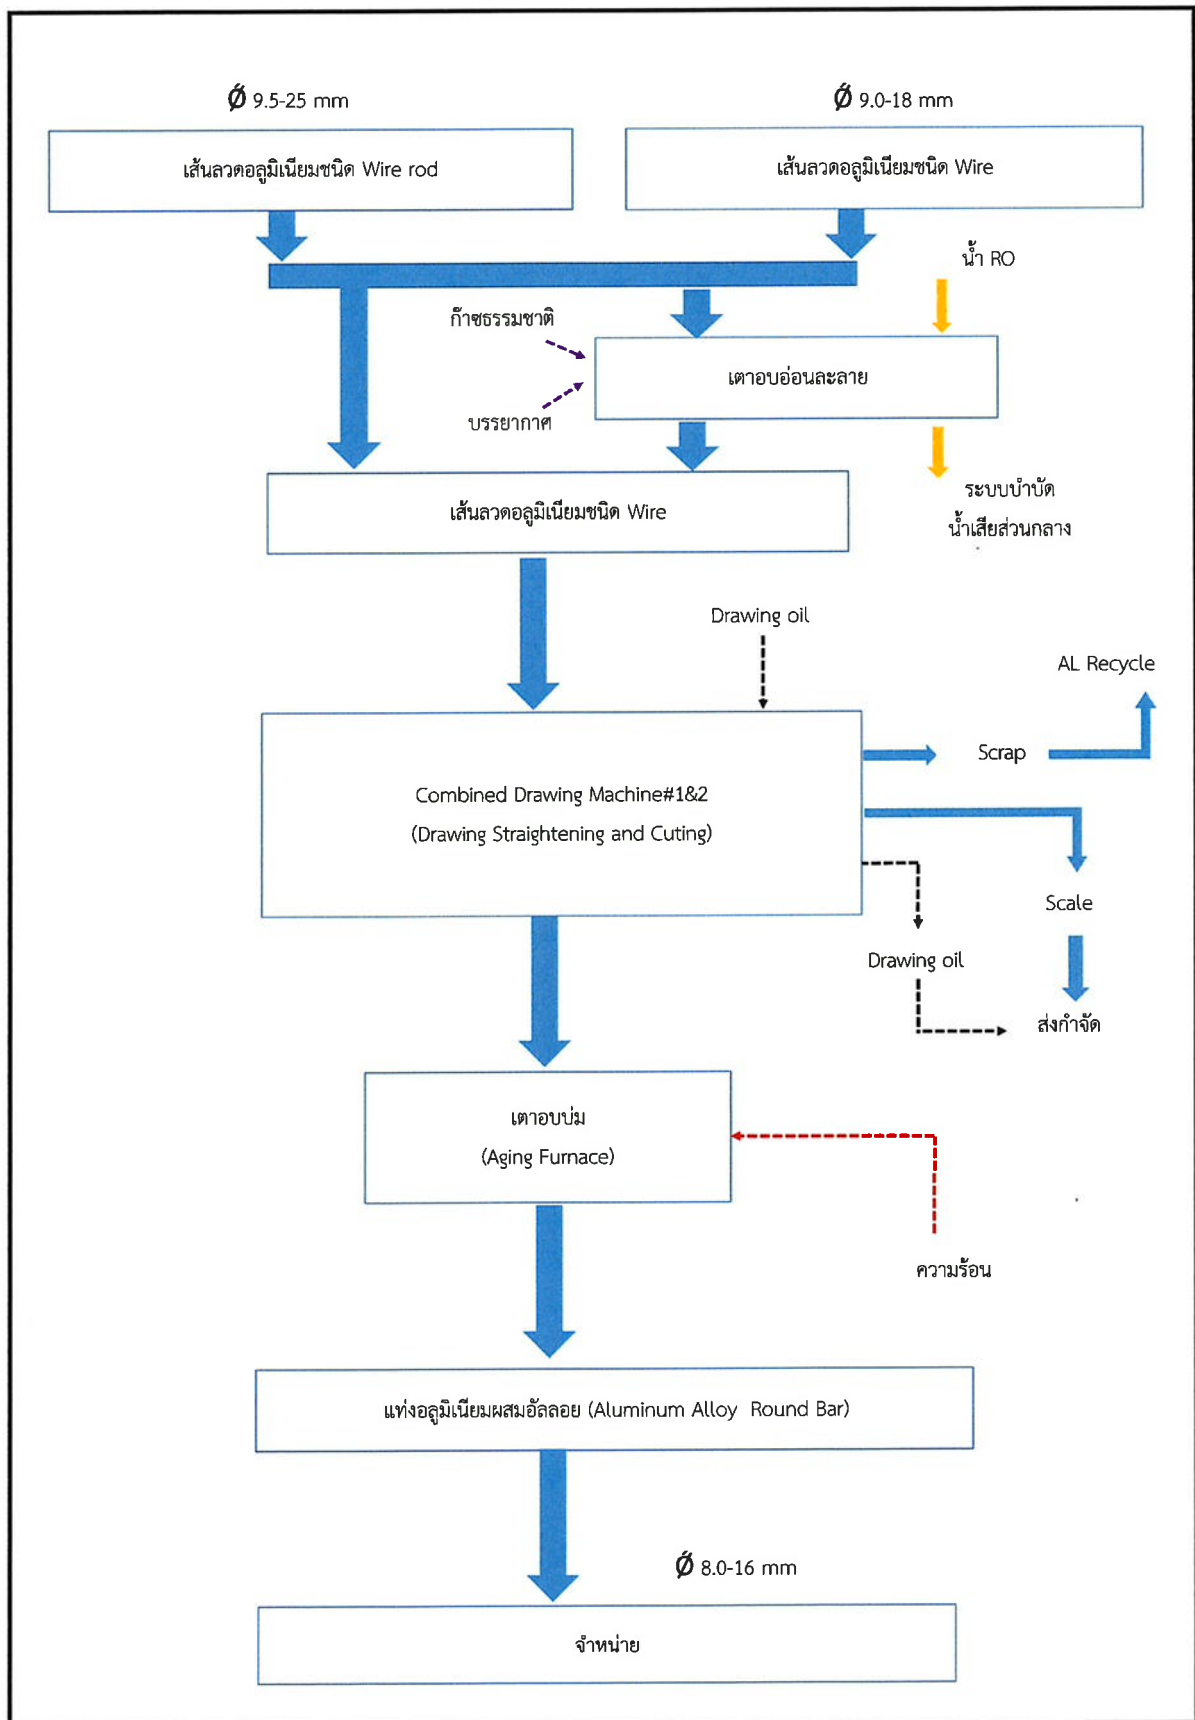 Ǿ 9.5-25 mm
Ǿ 9.0-18 mm
เส้นลวดอลูมิเนียมชนิด Wire rod
เส้นลวดอลูมิเนียมชนิด Wire
น้ำ RO
ก๊าซธรรมชาติ
เตาอบอ่อนละลาย
บรรยากาศ
ระบบบำบัด
น้ำเสียส่วนกลาง
เส้นลวดอลูมิเนียมชนิด Wire
Drawing oil
AL Recycle
Scrap
Combined Drawing Machine#1&2
(Drawing Straightening and Cuting)
Scale
Drawing oil
ส่งกำจัด
เตาอบบ่ม
(Aging Furnace)
ความร้อน
แท่งอลูมิเนียมผสมอัลลอย (Aluminum Alloy Round Bar)
Ǿ 8.0-16 mm
จำหน่าย